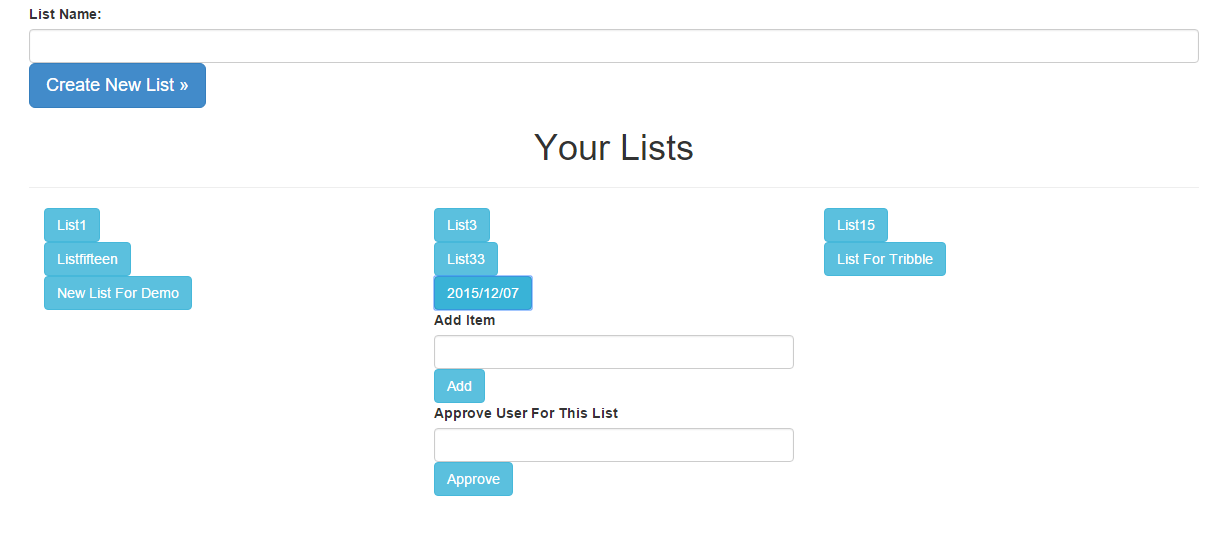 List Name:
Create New List »
Your Lists
List1
List3
List15
Listfifteen
List33
List For Tribble
New List For Demo
2015/12/07
Add Item
Add
Approve User For This List
Approve